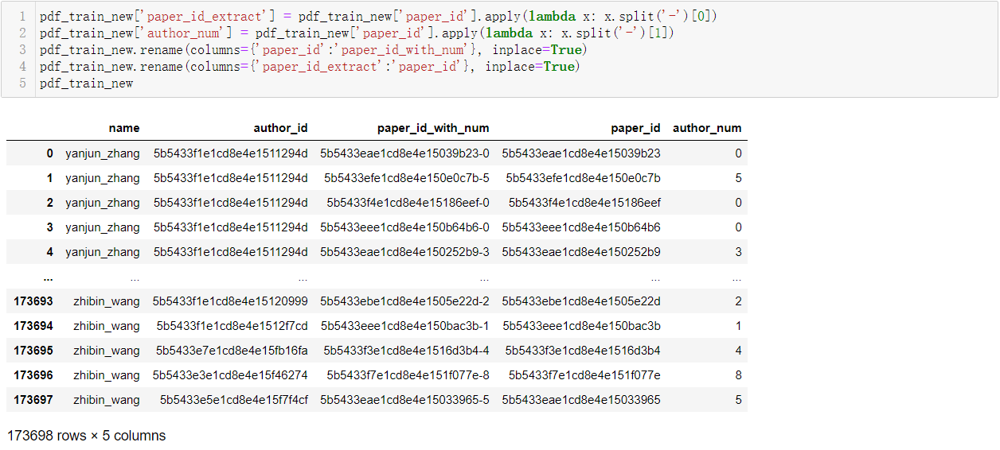 1 pdf_train_new['paper_id_extract'] = pdf_train_new['paper_id'].apply(lambda x: x.split('-')[0])
2 pdf_train_new['author_num'] = pdf_train_new['paper_id'].apply(lambda x: x.split('-')[1])
3 pdf_train_new.rename(columns={'paper_id':'paper_id_with_num'}, inplace=True)
4 pdf_train_new.rename(columns={'paper_id_extract':'paper_id'}, inplace=True)
5 pdf_train_new
name author_id paper_id_with_num paper_id author_num
0 yanjun_zhang 5b5433f1e1cd8e4e1511294d 5b5433eae1cd8e4e15039b23-0 5b5433eae1cd8e4e15039b23 0
1 yanjun_zhang 5b5433f1e1cd8e4e1511294d 5b5433efe1cd8e4e150e0c7b-5 5b5433efe1cd8e4e150e0c7b 5
2 yanjun_zhang 5b5433f1e1cd8e4e1511294d 5b5433f4e1cd8e4e15186eef-0 5b5433f4e1cd8e4e15186eef 0
3 yanjun_zhang 5b5433f1e1cd8e4e1511294d 5b5433eee1cd8e4e150b64b6-0 5b5433eee1cd8e4e150b64b6 0
4 yanjun_zhang 5b5433f1e1cd8e4e1511294d 5b5433eae1cd8e4e150252b9-3 5b5433eae1cd8e4e150252b9 3
... ... ... ... ... ...
173693 zhibin_wang 5b5433f1e1cd8e4e15120999 5b5433ebe1cd8e4e1505e22d-2 5b5433ebe1cd8e4e1505e22d 2
173694 zhibin_wang 5b5433f1e1cd8e4e1512f7cd 5b5433eee1cd8e4e150bac3b-1 5b5433eee1cd8e4e150bac3b 1
173695 zhibin_wang 5b5433e7e1cd8e4e15fb16fa 5b5433f3e1cd8e4e1516d3b4-4 5b5433f3e1cd8e4e1516d3b4 4
173696 zhibin_wang 5b5433e3e1cd8e4e15f46274 5b5433f7e1cd8e4e151f077e-8 5b5433f7e1cd8e4e151f077e 8
173697 zhibin_wang 5b5433e5e1cd8e4e15f7f4cf 5b5433eae1cd8e4e15033965-5 5b5433eae1cd8e4e15033965 5
173698 rows × 5 columns